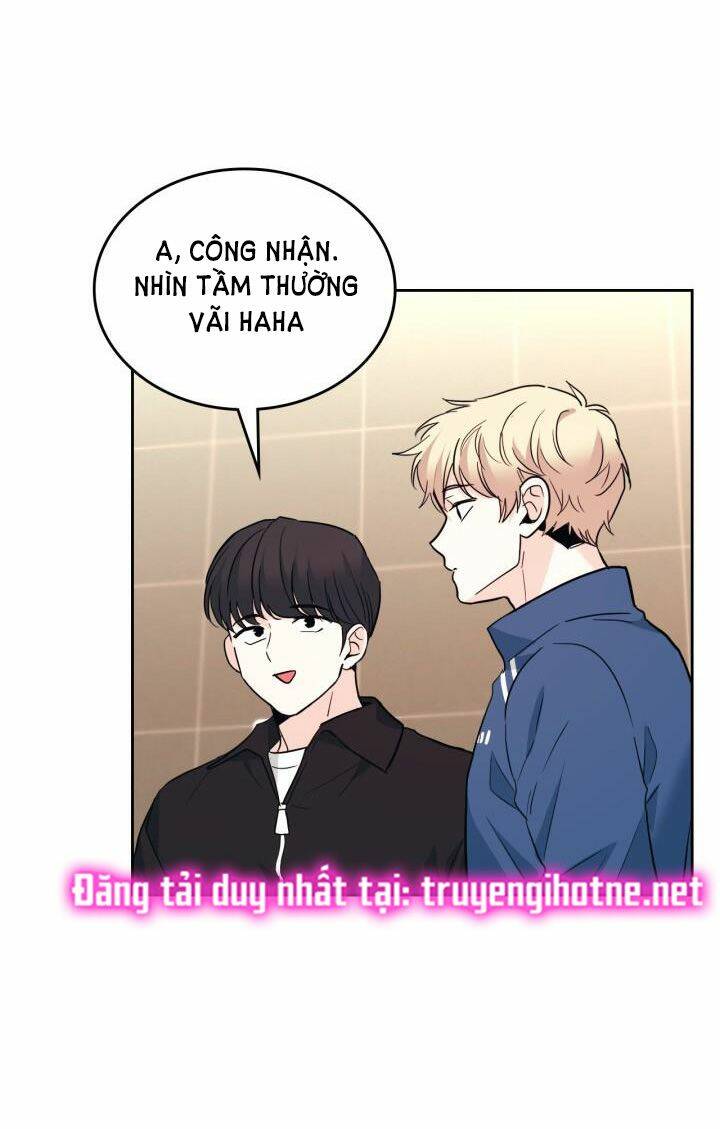 A, CÔNG NHẬN.
NHÌN TẦM THƯỜNG
VÃI HAHA
Đăng tải duy nhất tại: truyengihotne.net